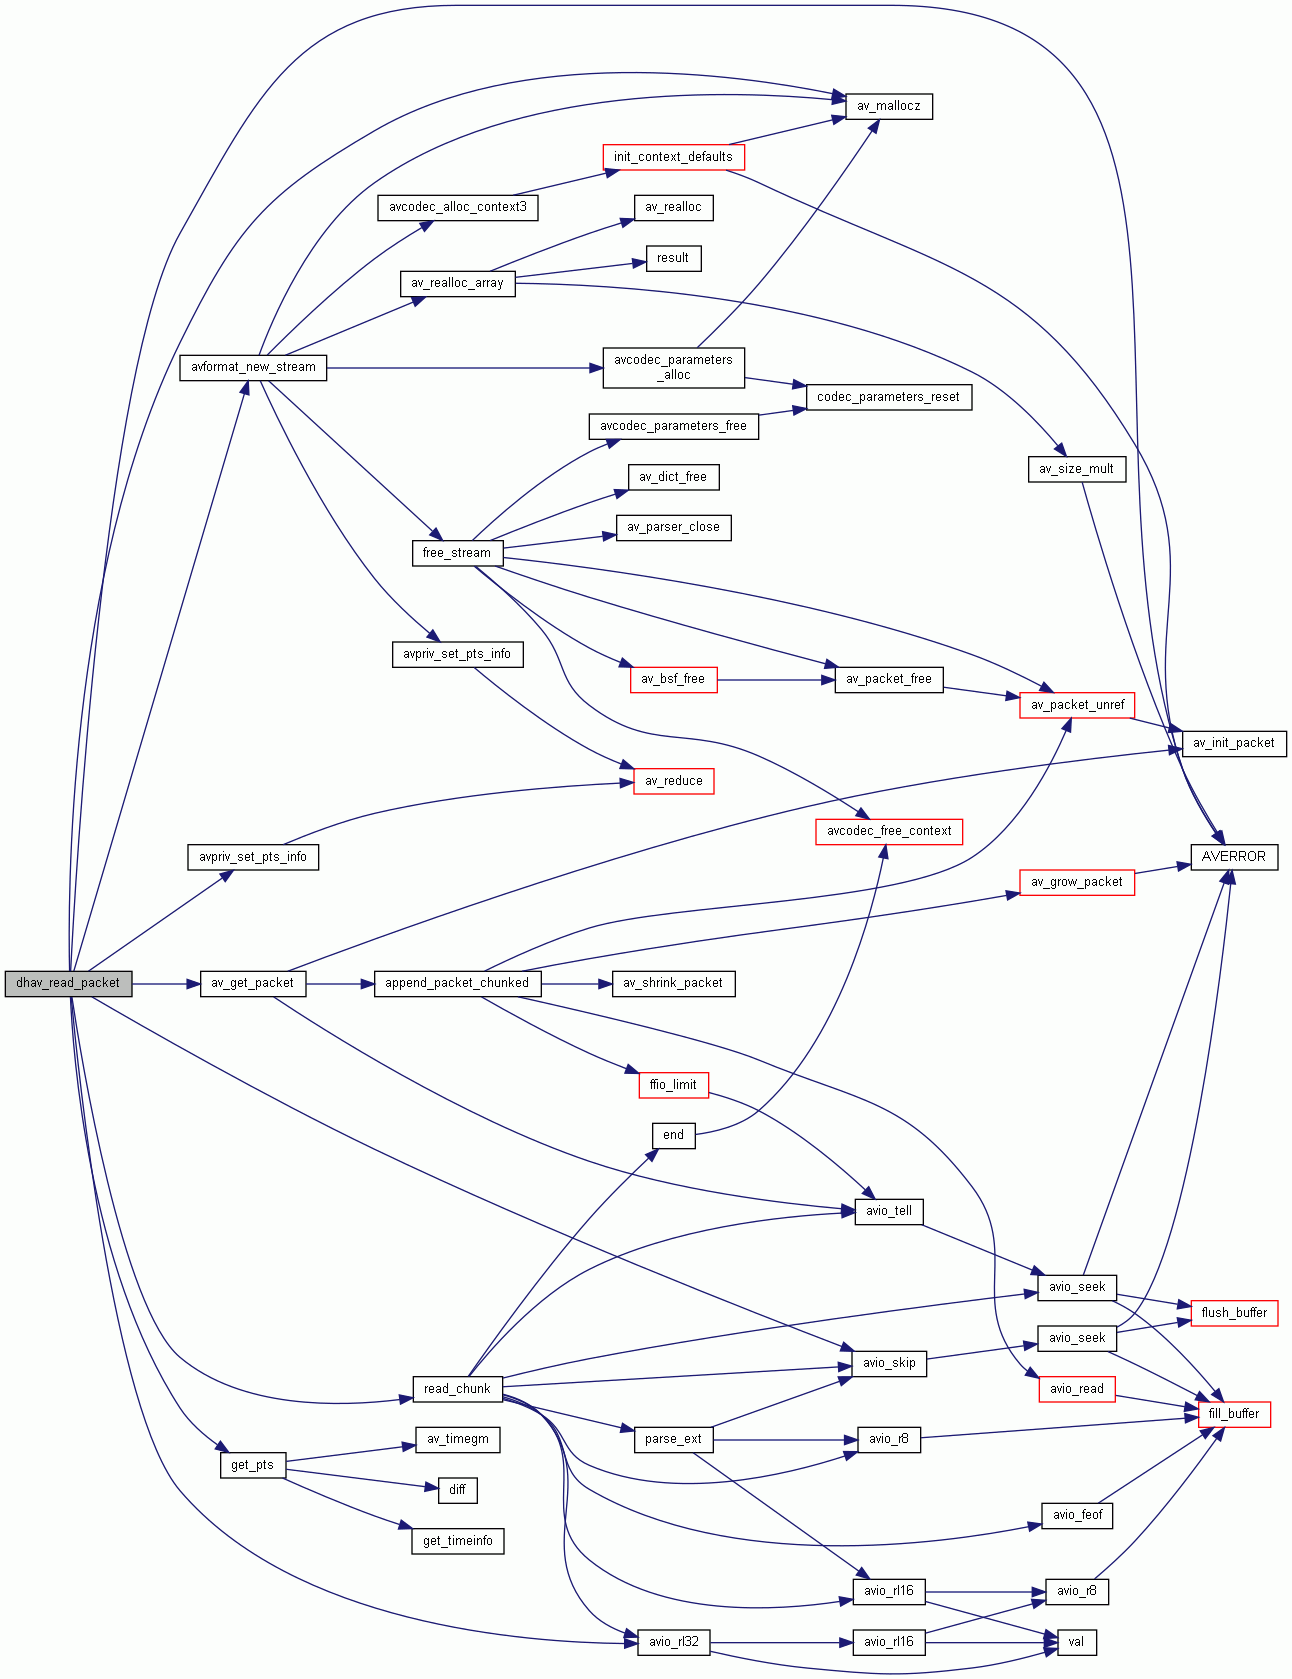 av_mallocz
init_context_defaults
avcodec_alloc_context3
av_realloc
result
av_realloc_array
avformat_new_stream
avcodec_parameters
_alloc
codec_parameters_reset
avcodec_parameters_free
av_size_mult
av_dict_free
av_parser_close
free_stream
avpriv_set_pts_info
av_bsf_free
av_packet_free
av_packet_unref
av_init_packet
av_reduce
avcodec_free_context
avpriv_set_pts_info
AVERROR
av_grow_packet
dhav_read_packet
av_get_packet
append_packet_chunked
av_shrink_packet
ffio_limit
end
avio_tell
avio_seek
flush_buffer
avio_seek
avio_skip
read_chunk
avio_read
fill_buffer
av_timegm
parse_ext
avio_r8
get_pts
diff
avio_feof
get_timeinfo
avio_rl16
avio_r8
avio_rl32
avio_rl16
val